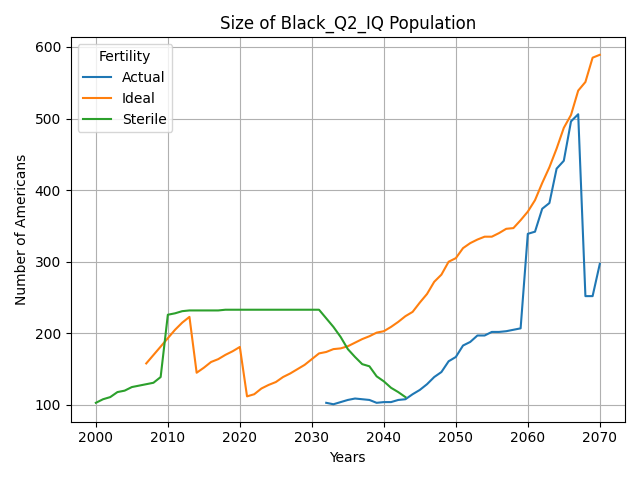 Size of Black_Q2_IQ Population
Fertility
Actual
Ideal
Sterile
Number of Americans
600
500
400
300
200
100
2000 2010 2020 2030 2040 2050 2060 2070
Years